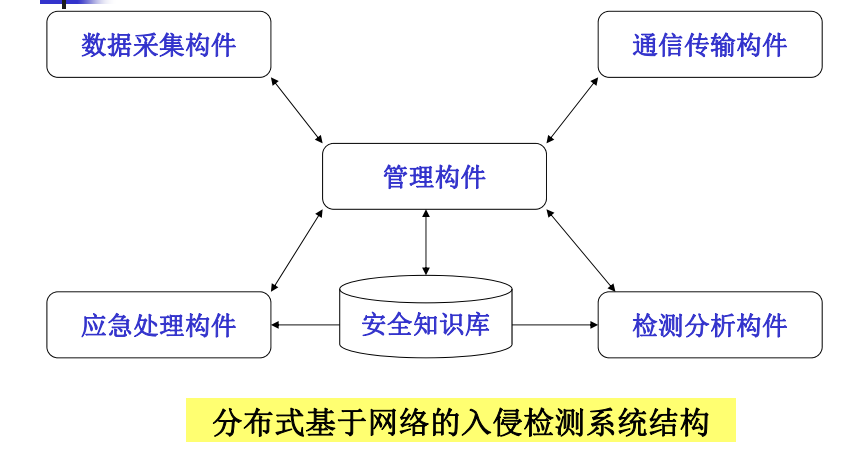 数据采集构件
通信传输构件
管理构件
应急处理构件
安全知识库
检测分析构件
分布式基于网络的入侵检测系统结构